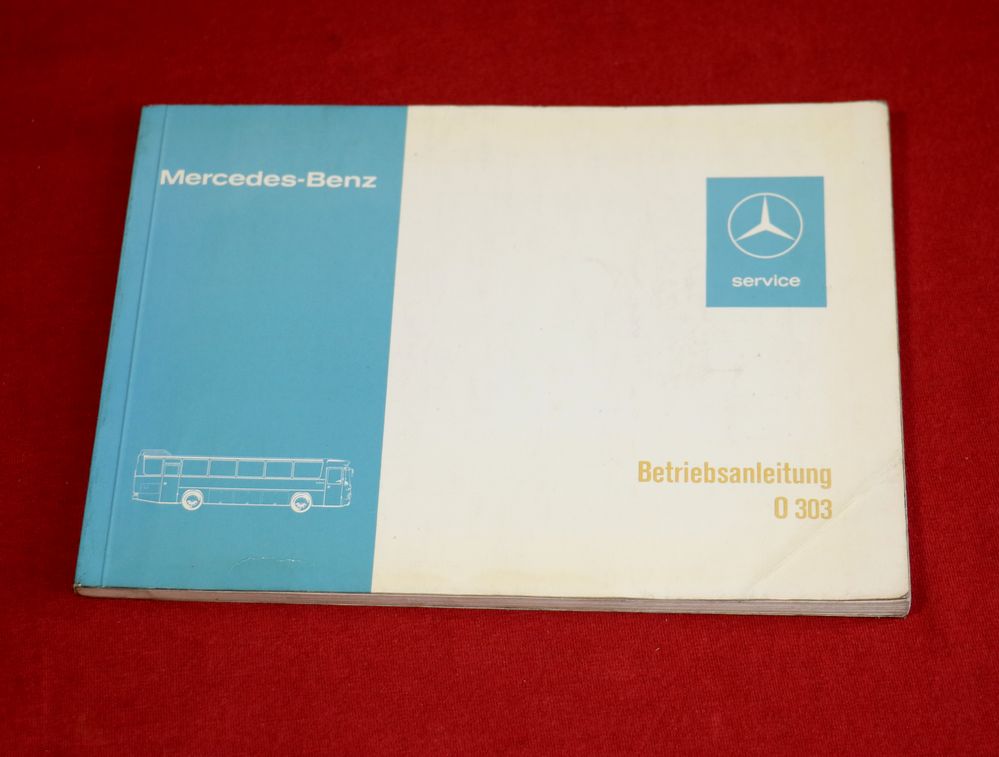 Mercedes-Benz
service
Betriebsanleitung
O 303